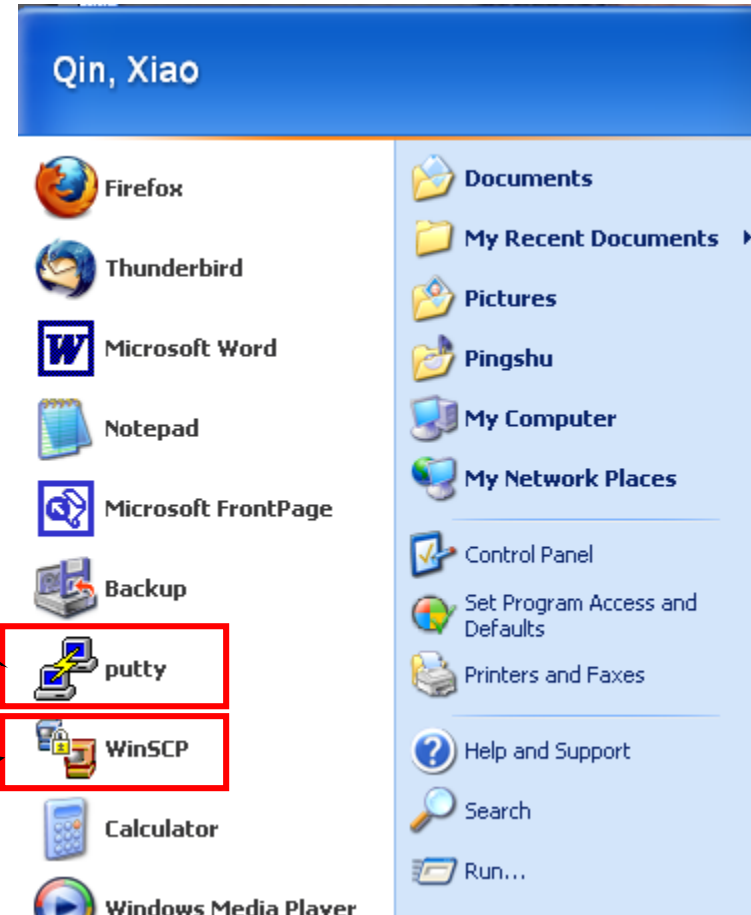 Qin, Xiao
Firefox
Thunderbird
Microsoft Word
Notepad
Microsoft FrontPage
Backup
putty
WinSCP
Calculator
Windows Media Player
Documents
My Recent Documents
Pictures
Pingshu
My Computer
My Network Places
Control Panel
Set Program Access and
Defaults
Printers and Faxes
Help and Support
Search
Run...